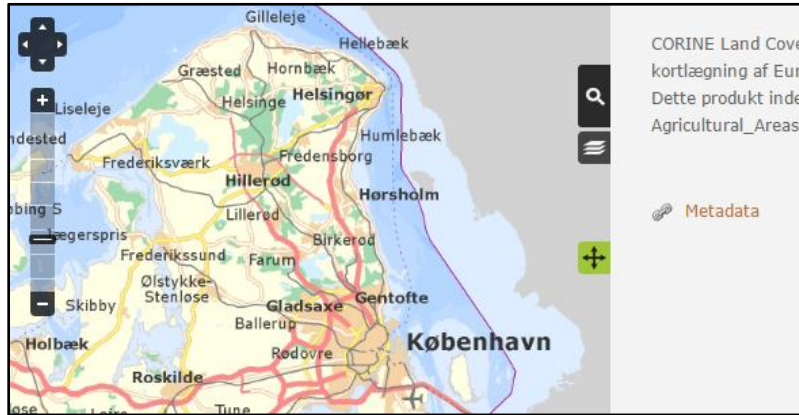 Gilleleje
Hellebæk
Græsted
Hornbæk
Helsinge
Helsingør
Liseleje
ndested
Humlebæk
Frederiksværk
Fredensborg
Hillerød
Hørsholm
Lillerød
øbing S
Jægerspris
Birkerød
Frederikssund
Farum
Ølstykke-
Stenløse
Skibby
Gladsaxe
Gentofte
Ballerup
Holbæk
København
Rødovre
Roskilde
Tune
CORINE Land Cove
kortlægning af Eur
Dette produkt inde
Agricultural_Areas
Metadata